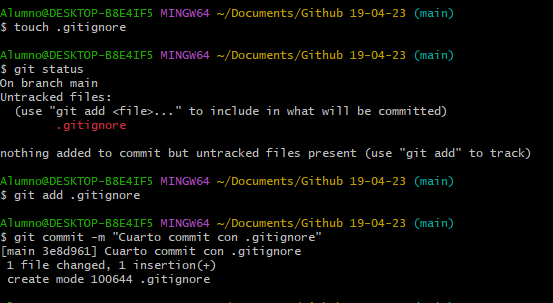 Alumno@DESKTOP-B8E4IF5 MINGW64 ~/Documents/Github 19-04-23 (main)
$ touch .gitignore
Alumno@DESKTOP-B8E4IF5 MINGW64 ~/Documents/Github 19-04-23 (main)
$ git status
On branch main
Untracked files:
  (use "git add <file>..." to include in what will be committed)
        .gitignore
nothing added to commit but untracked files present (use "git add" to track)
Alumno@DESKTOP-B8E4IF5 MINGW64 ~/Documents/Github 19-04-23 (main)
$ git add .gitignore
Alumno@DESKTOP-B8E4IF5 MINGW64 ~/Documents/Github 19-04-23 (main)
$ git commit -m "Cuarto commit con .gitignore"
[main 3e8d961] Cuarto commit con .gitignore
 1 file changed, 1 insertion(+)
 create mode 100644 .gitignore